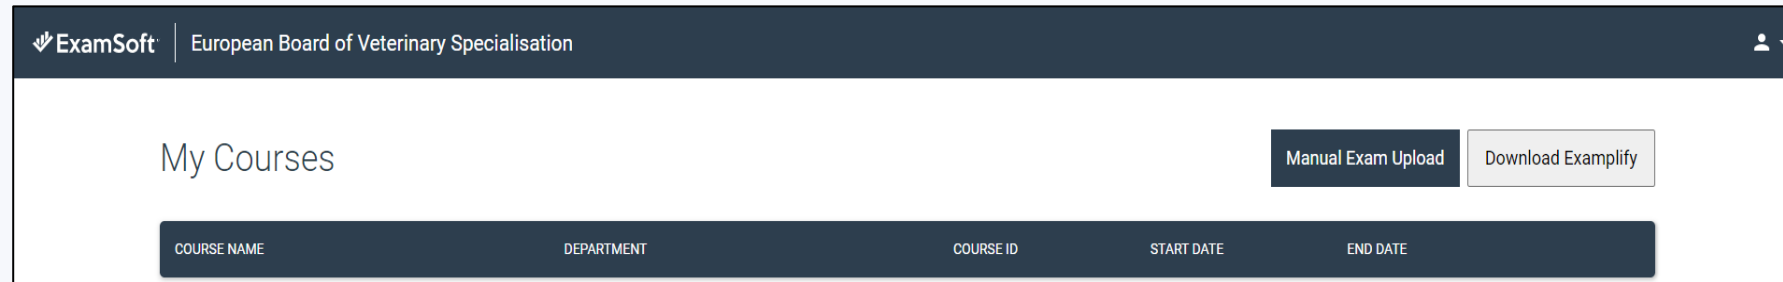 ExamSoft European Board of Veterinary Specialisation
My Courses
Manual Exam Upload Download Examplify
COURSE NAME DEPARTMENT COURSE ID START DATE END DATE